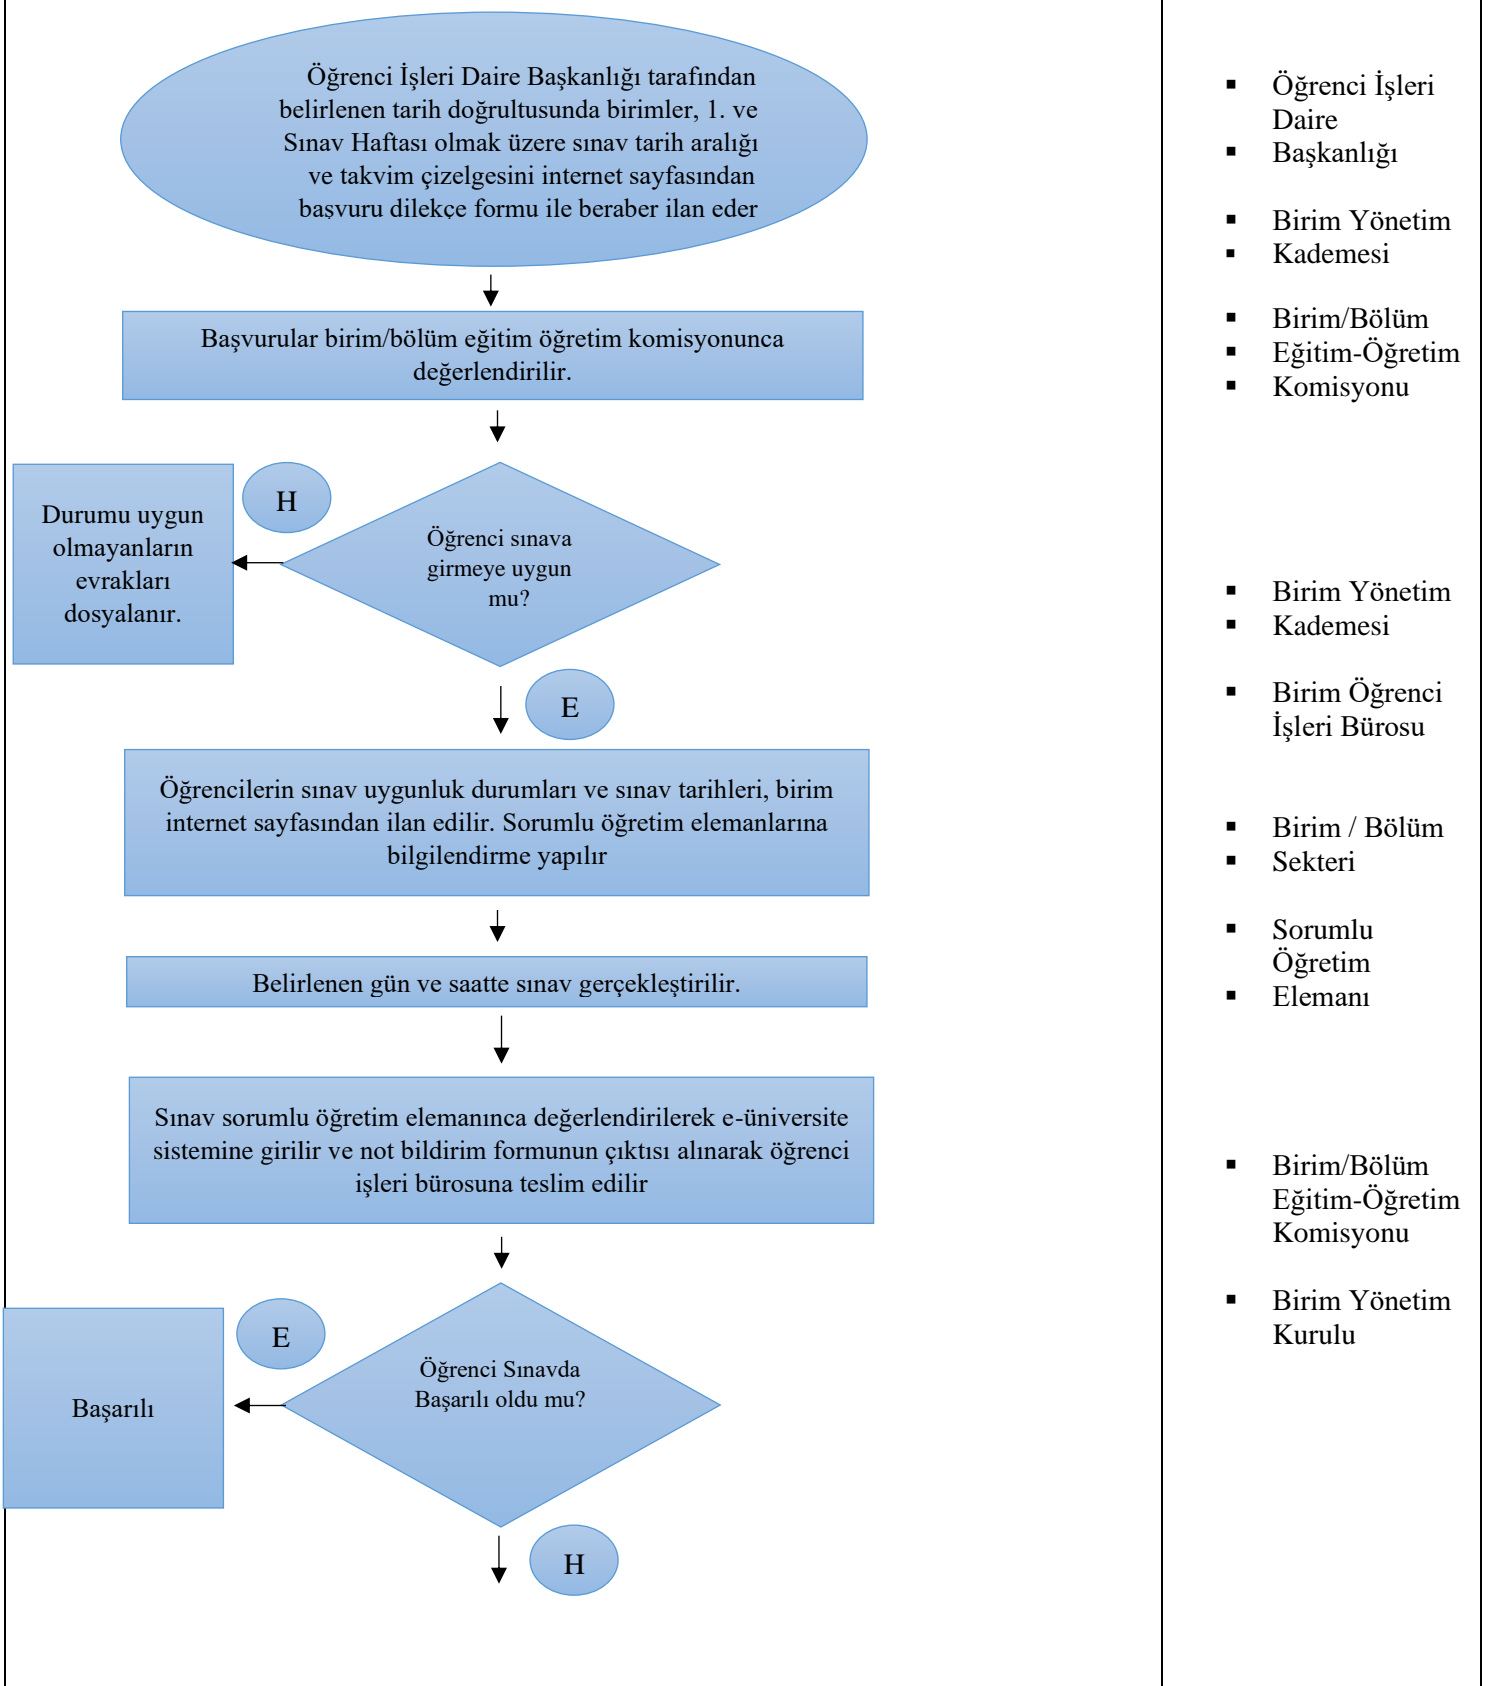 Öğrenci İşleri Daire Başkanlığı tarafından
belirlenen tarih doğrultusunda birimler, 1. ve
Sınav Haftası olmak üzere sınav tarih aralığı
ve takvim çizelgesini internet sayfasından
başvuru dilekçe formu ile beraber ilan eder
Başvurular birim/bölüm eğitim öğretim komisyonunca
değerlendirilir.
H
Durumu uygun
olmayanların
evrakları
dosyalanır.
Öğrenci sınava
girmeye uygun
mu?
E
Öğrencilerin sınav uygunluk durumları ve sınav tarihleri, birim
internet sayfasından ilan edilir. Sorumlu öğretim elemanlarına
bilgilendirme yapılır
Belirlenen gün ve saatte sınav gerçekleştirilir.
Sınav sorumlu öğretim elemanınca değerlendirilerek e-üniversite
sistemine girilir ve not bildirim formunun çıktısı alınarak öğrenci
işleri bürosuna teslim edilir
E
Başarılı
Öğrenci Sınavda
Başarılı oldu mu?
H
▪ Öğrenci İşleri
Daire
▪ Başkanlığı
▪ Birim Yönetim
▪ Kademesi
▪ Birim/Bölüm
▪ Eğitim-Öğretim
▪ Komisyonu
▪ Birim Yönetim
▪ Kademesi
▪ Birim Öğrenci
İşleri Bürosu
▪ Birim / Bölüm
▪ Sekteri
▪ Sorumlu
Öğretim
▪ Elemanı
▪ Birim/Bölüm
Eğitim-Öğretim
Komisyonu
▪ Birim Yönetim
Kurulu